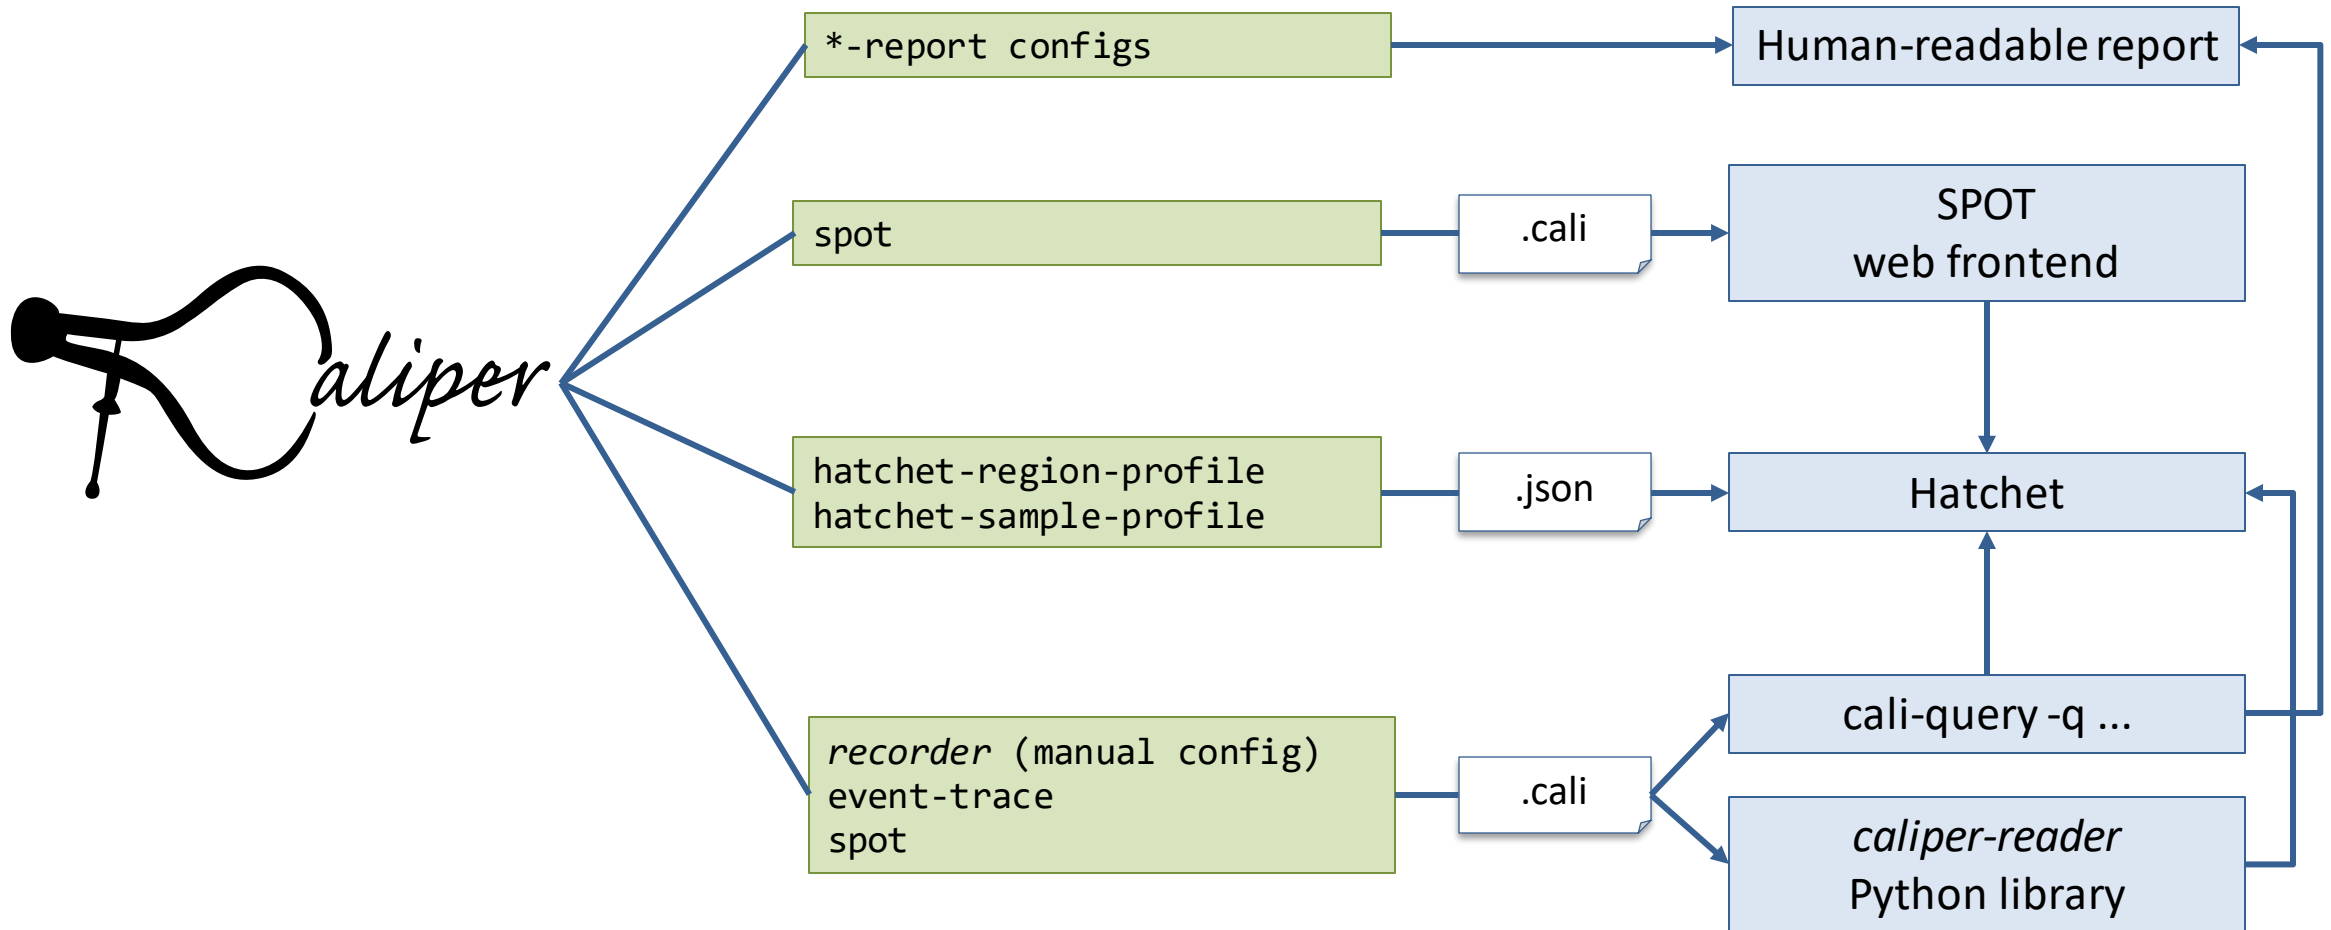 *-report configs
Human-readable report
spot
.cali
SPOT
web frontend
Caliper
hatchet-region-profile
hatchet-sample-profile
.json
Hatchet
recorder (manual config)
event-trace
spot
.cali
cali-query -q ...
caliper-reader
Python library